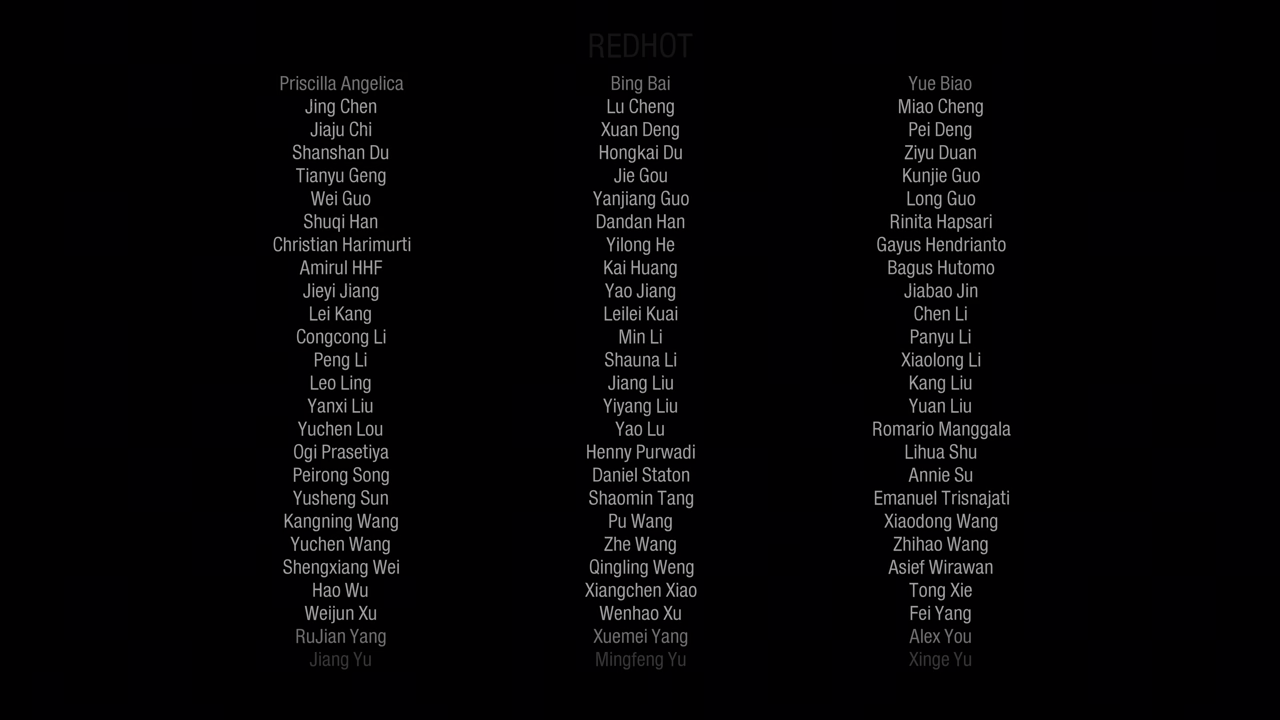 REDHOT
Priscilla Angelica Bing Bai Yue Biao
Jing Chen Lu Cheng Miao Cheng
Jiaju Chi Xuan Deng Pei Deng
Shanshan Du Hongkai Du Ziyu Duan
Tianyu Geng Jie Gou Kunjie Guo
Wei Guo Yanjiang Guo Long Guo
Shuqi Han Dandan Han Rinita Hapsari
Christian Harimurti Yilong He Gayus Hendrianto
Amirul HHF Kai Huang Bagus Hutomo
Jieyi Jiang Yao Jiang Jiabao Jin
Lei Kang Leilei Kuai Chen Li
Congcong Li Min Li Panyu Li
Peng Li Shauna Li Xiaolong Li
Leo Ling Jiang Liu Kang Liu
Yanxi Liu Yiyang Liu Yuan Liu
Yuchen Lou Yao Lu Romario Manggala
Ogi Prasetiya Henny Purwadi Lihua Shu
Peirong Song Daniel Staton Annie Su
Yusheng Sun Shaomin Tang Emanuel Trisnajati
Kangning Wang Pu Wang Xiaodong Wang
Yuchen Wang Zhe Wang Zhihao Wang
Shengxiang Wei Qingling Weng Asief Wirawan
Hao Wu Xiangchen Xiao Tong Xie
Weijun Xu Wenhao Xu Fei Yang
RuJian Yang Xuemei Yang Alex You
Jiang Yu Mingfeng Yu Xinge Yu